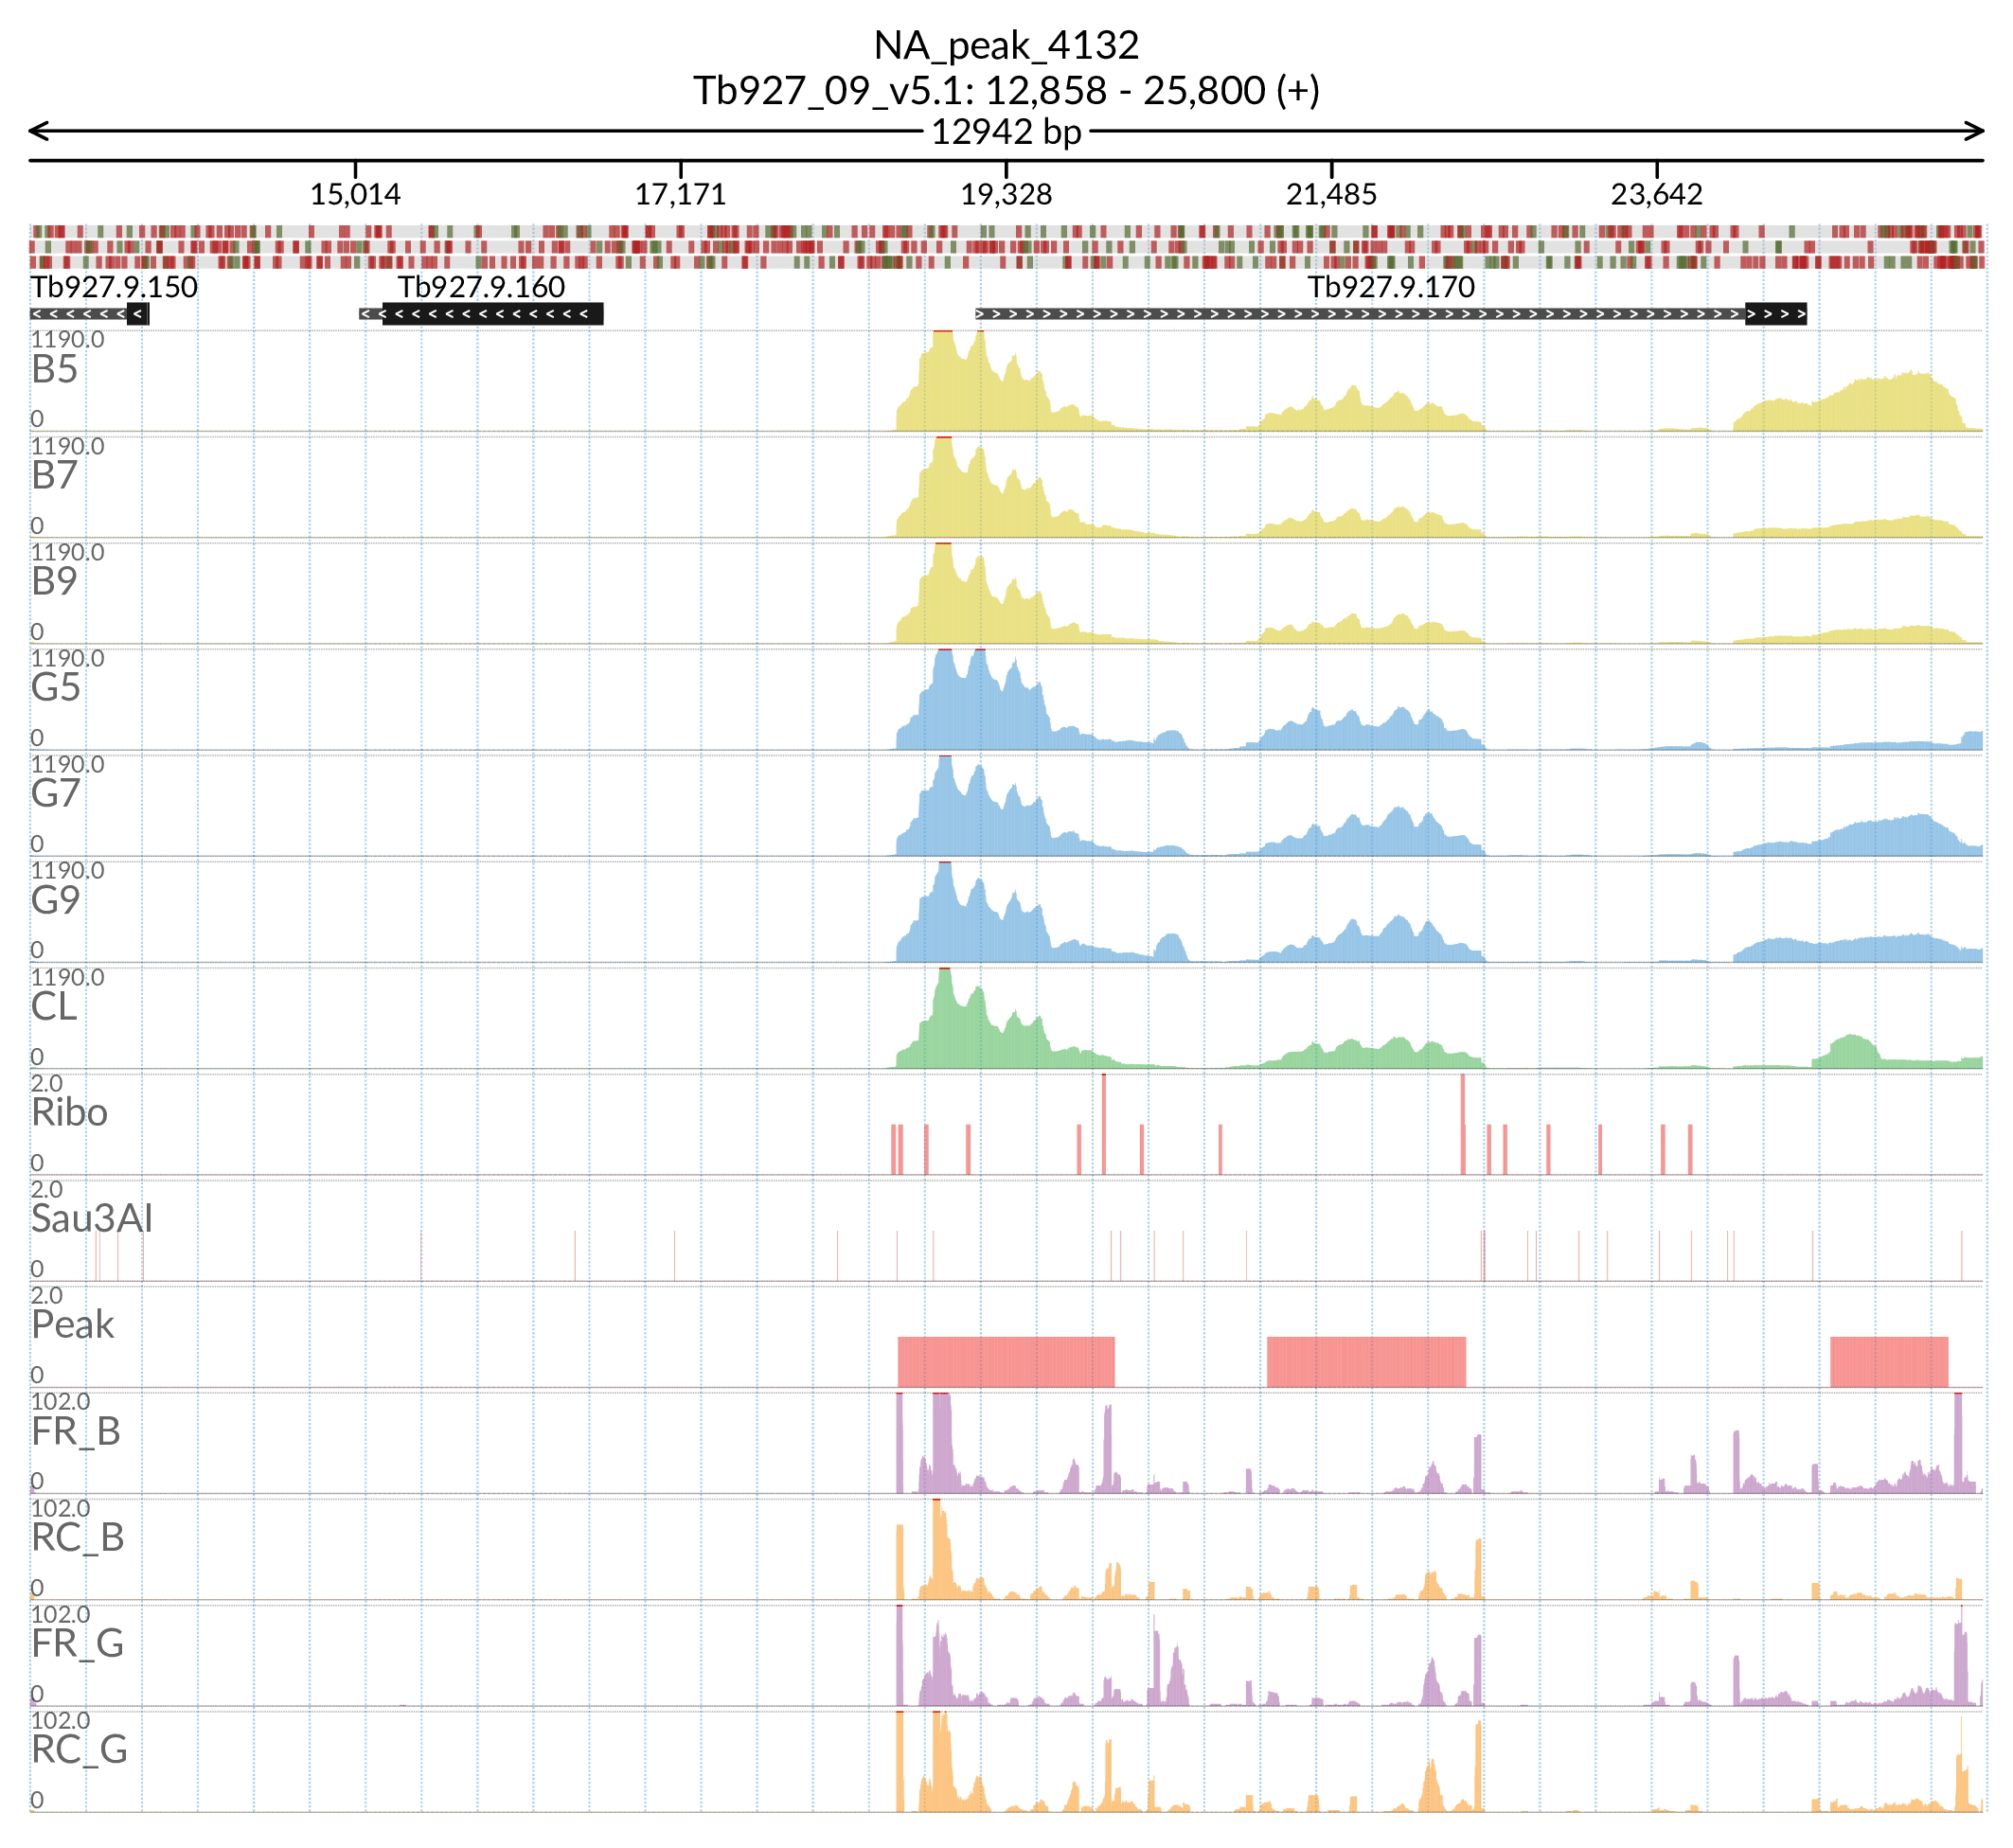 NA_peak_4132
Tb927_09_v5.1: 12,858 - 25,800 (+)
12942 bp
15,014 17,171 19,328 21,485 23,642
Tb927.9.150 Tb927.9.160 Tb927.9.170
1190.0
B5
0
1190.0
B7
0
1190.0
B9
0
1190.0
G5
0
1190.0
G7
0
1190.0
G9
0
1190.0
CL
0
2.0
Ribo
0
2.0
Sau3AI
0
2.0
Peak
0
102.0
FR_B
0
102.0
RC_B
0
102.0
FR_G
0
102.0
RC_G
0